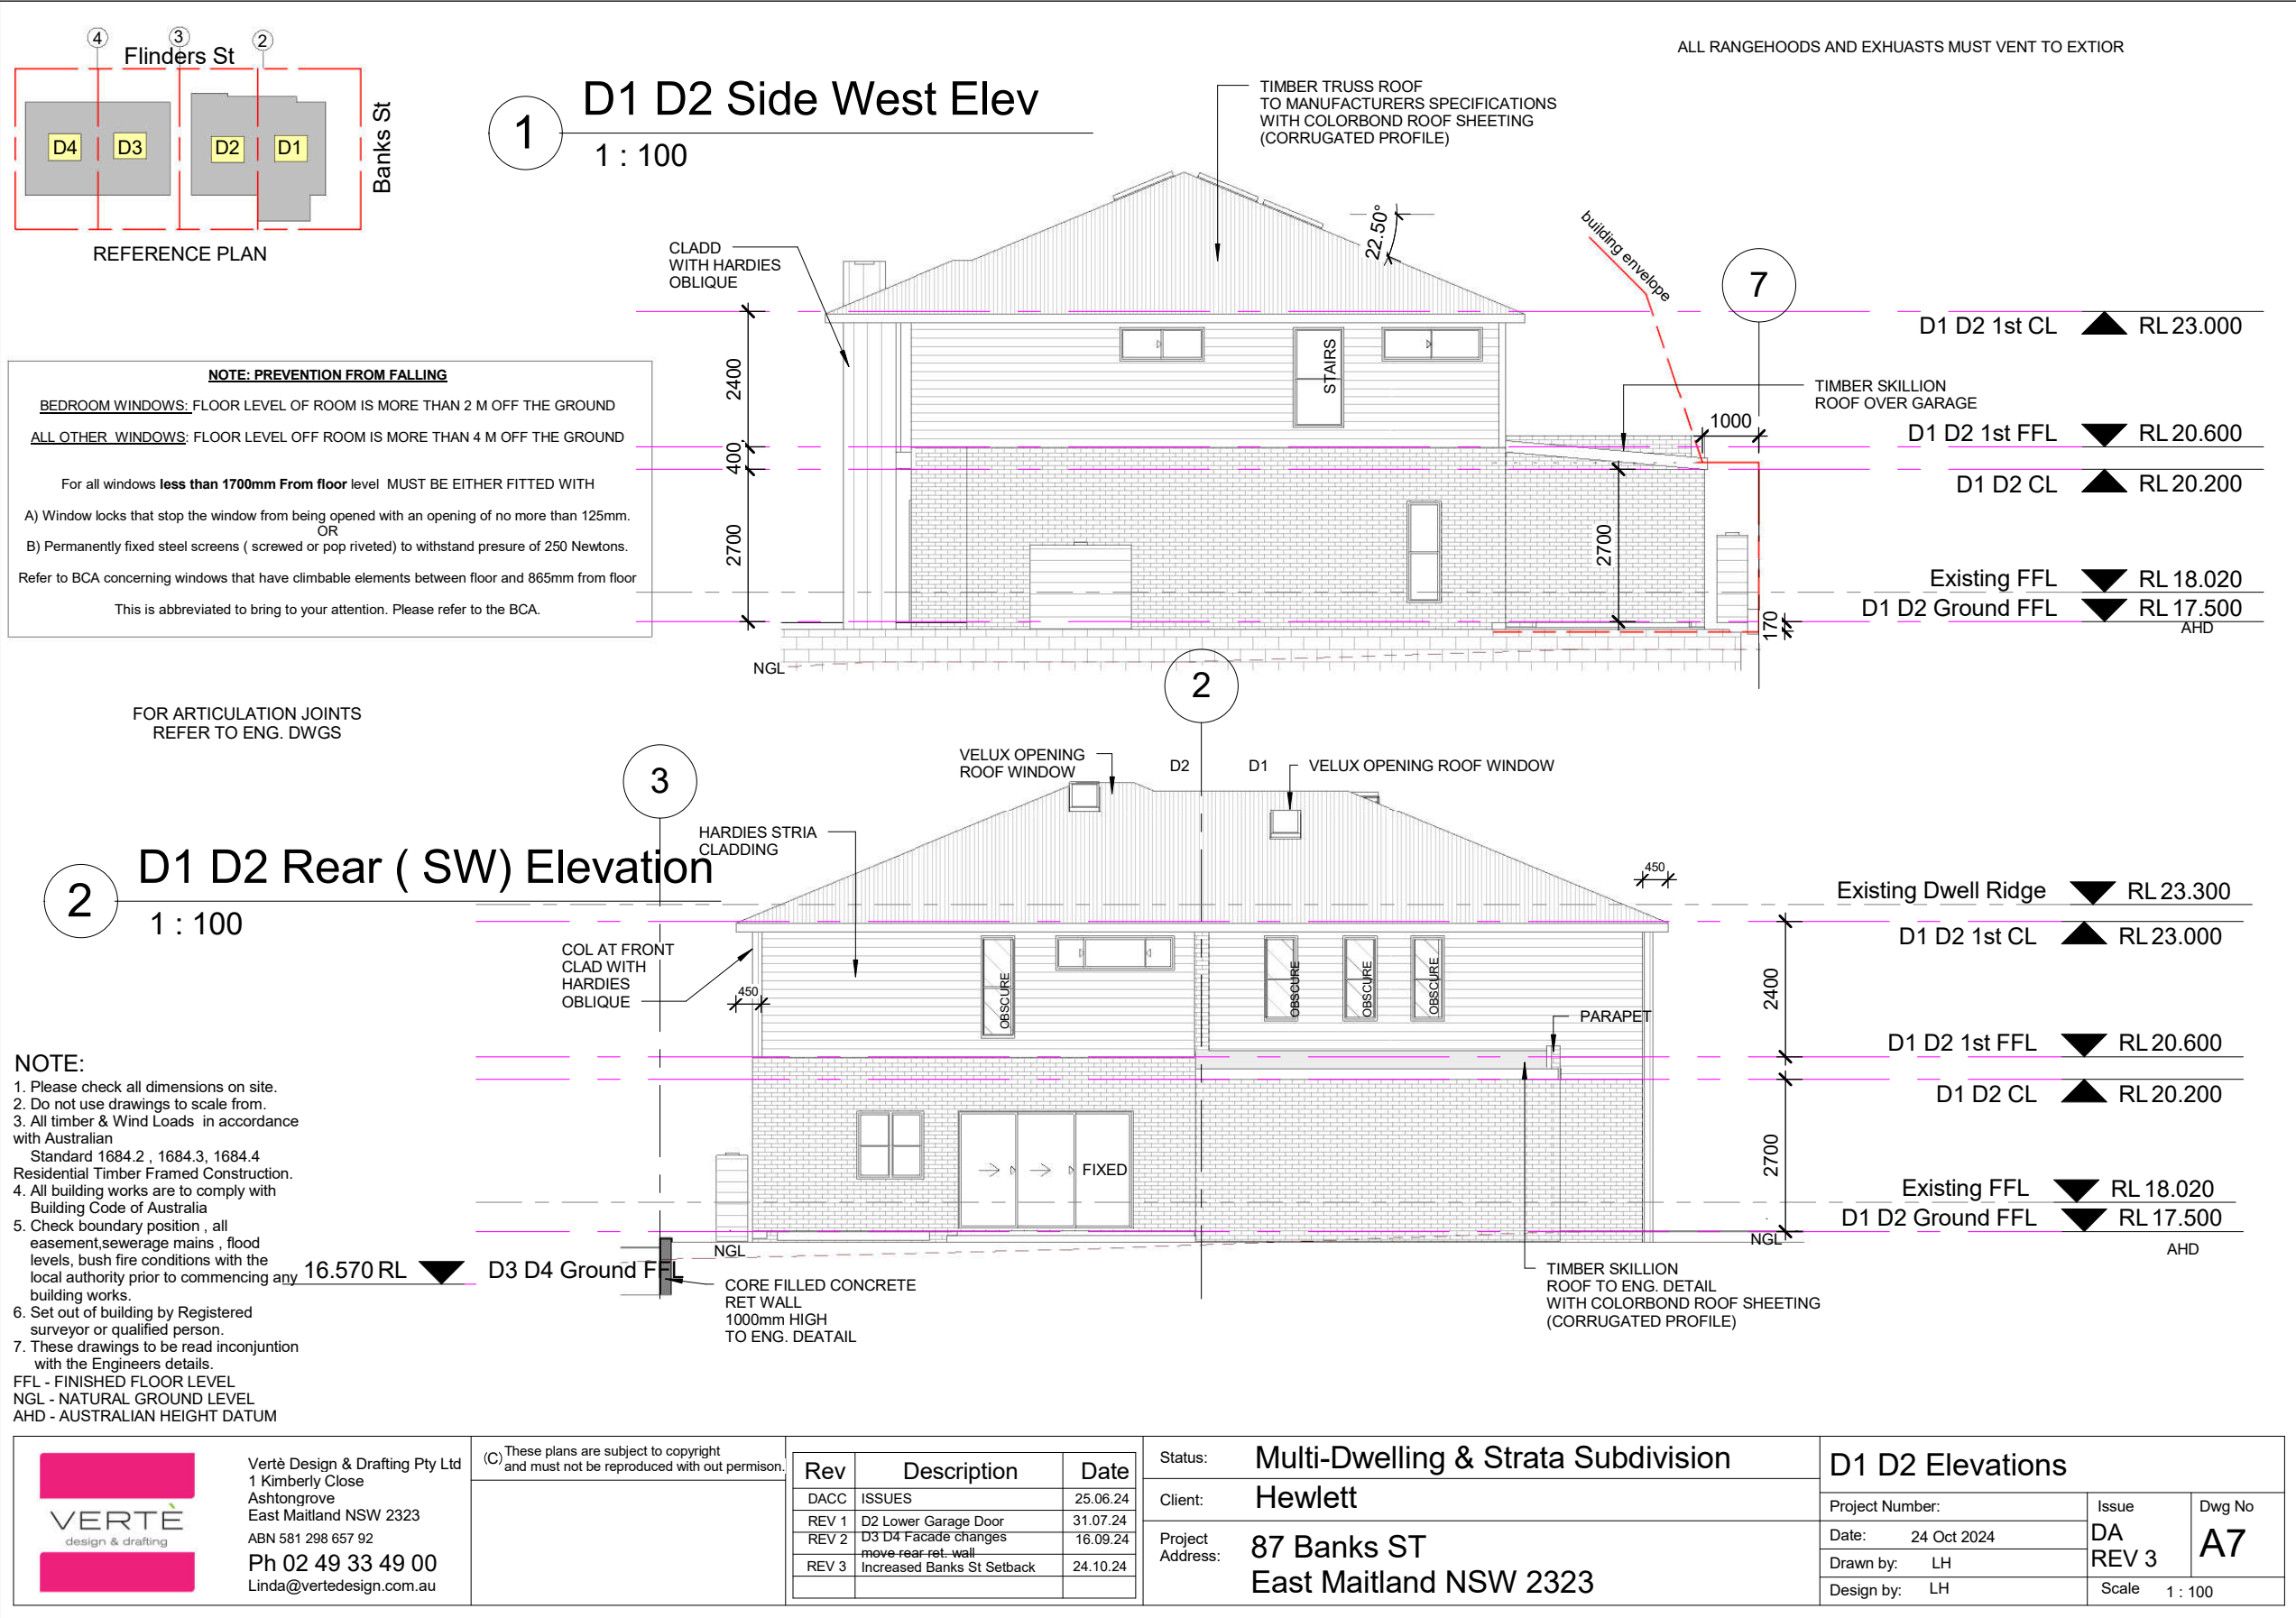 4
3
2
Flinders St
D4
D3
D2
D1
Banks St
REFERENCE PLAN
1
D1 D2 Side West Elev
1 : 100
ALL RANGEHOODS AND EXHUASTS MUST VENT TO EXTIOR
TIMBER TRUSS ROOF
TO MANUFACTURERS SPECIFICATIONS
WITH COLORBOND ROOF SHEETING
(CORRUGATED PROFILE)
CLADD
WITH HARDIES
OBLIQUE
22.50°
building envelope
7
D1 D2 1st CL RL 23.000
TIMBER SKILLION
ROOF OVER GARAGE
1000
D1 D2 1st FFL RL 20.600
D1 D2 CL RL 20.200
Existing FFL RL 18.020
D1 D2 Ground FFL RL 17.500
AHD
170
2400
400
2700
2700
STAIRS
NGL
NOTE: PREVENTION FROM FALLING
BEDROOM WINDOWS: FLOOR LEVEL OF ROOM IS MORE THAN 2 M OFF THE GROUND
ALL OTHER WINDOWS: FLOOR LEVEL OFF ROOM IS MORE THAN 4 M OFF THE GROUND
For all windows less than 1700mm From floor level MUST BE EITHER FITTED WITH
A) Window locks that stop the window from being opened with an opening of no more than 125mm.
OR
B) Permanently fixed steel screens ( screwed or pop riveted) to withstand presure of 250 Newtons.
Refer to BCA concerning windows that have climbable elements between floor and 865mm from floor
This is abbreviated to bring to your attention. Please refer to the BCA.
FOR ARTICULATION JOINTS
REFER TO ENG. DWGS
2
3
VELUX OPENING
ROOF WINDOW
D2
D1
VELUX OPENING ROOF WINDOW
HARDIES STRIA
CLADDING
2
D1 D2 Rear ( SW) Elevation
1 : 100
COL AT FRONT
CLAD WITH
HARDIES
OBLIQUE
450
450
OBSCURE
OBSCURE
OBSCURE
OBSCURE
PARAPET
FIXED
Existing Dwell Ridge RL 23.300
D1 D2 1st CL RL 23.000
2400
D1 D2 1st FFL RL 20.600
D1 D2 CL RL 20.200
2700
Existing FFL RL 18.020
D1 D2 Ground FFL RL 17.500
AHD
NGL
NGL
16.570 RL D3 D4 Ground FFL
CORE FILLED CONCRETE
RET WALL
1000mm HIGH
TO ENG. DEATAIL
TIMBER SKILLION
ROOF TO ENG. DETAIL
WITH COLORBOND ROOF SHEETING
(CORRUGATED PROFILE)
NOTE:
1. Please check all dimensions on site.
2. Do not use drawings to scale from.
3. All timber & Wind Loads in accordance
with Australian
Standard 1684.2 , 1684.3, 1684.4
Residential Timber Framed Construction.
4. All building works are to comply with
Building Code of Australia
5. Check boundary position , all
easement,sewerage mains , flood
levels, bush fire conditions with the
local authority prior to commencing any
building works.
6. Set out of building by Registered
surveyor or qualified person.
7. These drawings to be read inconjuntion
with the Engineers details.
FFL - FINISHED FLOOR LEVEL
NGL - NATURAL GROUND LEVEL
AHD - AUSTRALIAN HEIGHT DATUM
VERTÈ
design & drafting
Vertè Design & Drafting Pty Ltd
1 Kimberly Close
Ashtongrove
East Maitland NSW 2323
ABN 581 298 657 92
Ph 02 49 33 49 00
Linda@vertedesign.com.au
(C) These plans are subject to copyright
and must not be reproduced with out permison.
Rev Description Date
DACC ISSUES 25.06.24
REV 1 D2 Lower Garage Door 31.07.24
REV 2 D3 D4 Facade changes 16.09.24
move rear ret. wall
REV 3 Increased Banks St Setback 24.10.24
Status: Multi-Dwelling & Strata Subdivision
Client: Hewlett
Project Address: 87 Banks ST
East Maitland NSW 2323
D1 D2 Elevations
Project Number:
Date: 24 Oct 2024
Drawn by: LH
Design by: LH
Issue
DA
REV 3
Dwg No
A7
Scale 1 : 100